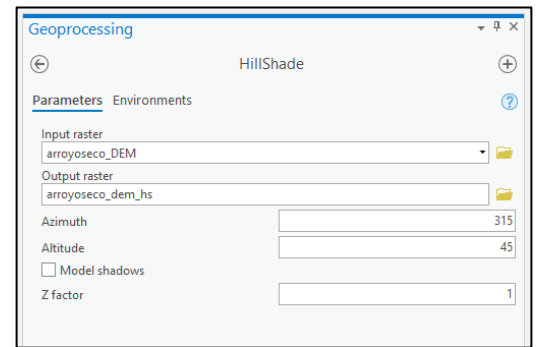 Geoprocessing
HillShade
Parameters Environments
Input raster
arroyoseco_DEM
Output raster
arroyoseco_dem_hs
Azimuth 315
Altitude 45
Model shadows
Z factor 1